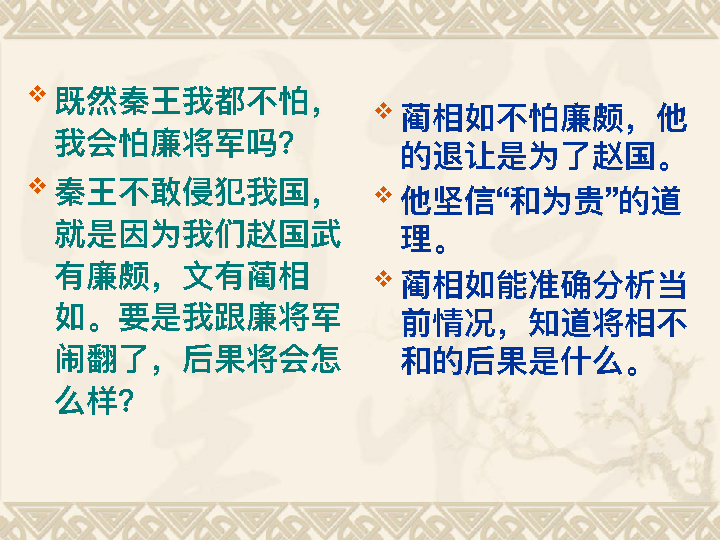 既然秦王我都不怕，
我会怕廉将军吗？
秦王不敢侵犯我国，
就是因为我们赵国武
有廉颇，文有蔺相
如。要是我跟廉将军
闹翻了，后果将会怎
么样？
蔺相如不怕廉颇，他
的退让是为了赵国。
他坚信“和为贵”的道
理。
蔺相如能准确分析当
前情况，知道将相不
和的后果是什么。